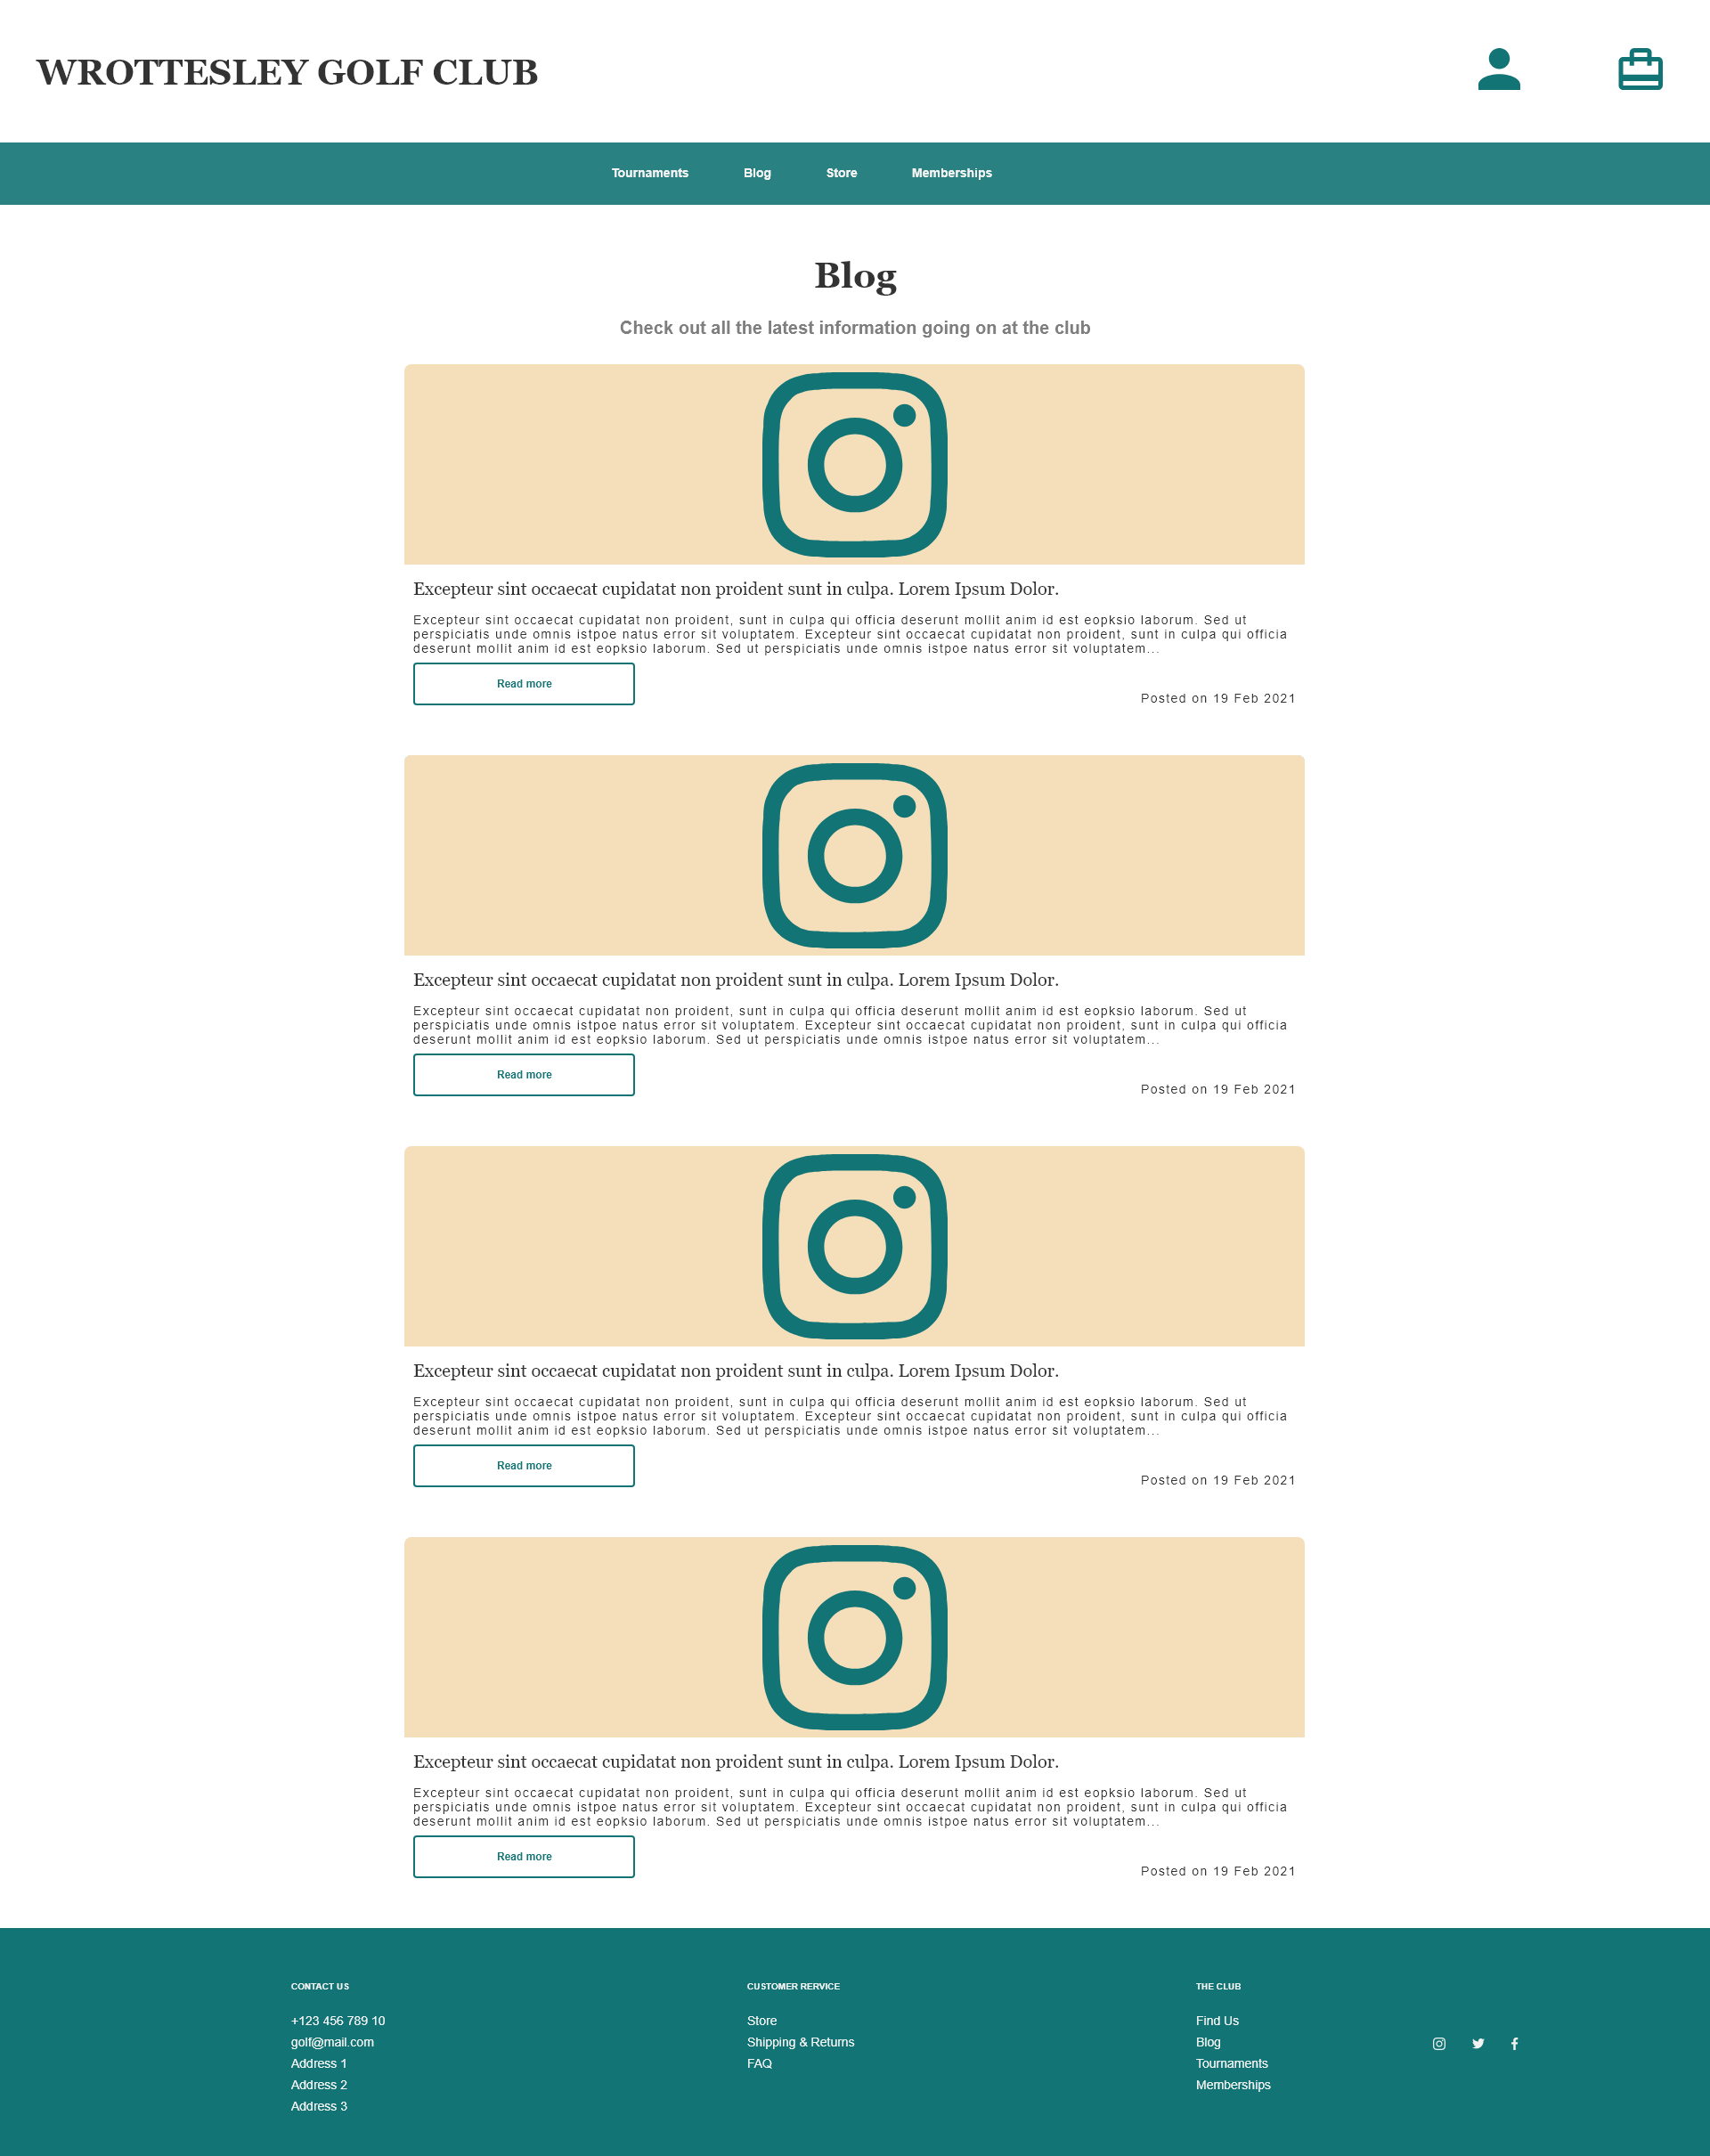 WROTTESLEY GOLF CLUB
Tournaments Blog Store Memberships
Blog
Check out all the latest information going on at the club
Excepteur sint occaecat cupidatat non proident sunt in culpa. Lorem Ipsum Dolor.
Excepteur sint occaecat cupidatat non proident, sunt in culpa qui officia deserunt mollit anim id est eopksio laborum. Sed ut
perspiciatis unde omnis istpoe natus error sit voluptatem. Excepteur sint occaecat cupidatat non proident, sunt in culpa qui officia
deserunt mollit anim id est eopksio laborum. Sed ut perspiciatis unde omnis istpoe natus error sit voluptatem...
Read more
Posted on 19 Feb 2021
Excepteur sint occaecat cupidatat non proident sunt in culpa. Lorem Ipsum Dolor.
Excepteur sint occaecat cupidatat non proident, sunt in culpa qui officia deserunt mollit anim id est eopksio laborum. Sed ut
perspiciatis unde omnis istpoe natus error sit voluptatem. Excepteur sint occaecat cupidatat non proident, sunt in culpa qui officia
deserunt mollit anim id est eopksio laborum. Sed ut perspiciatis unde omnis istpoe natus error sit voluptatem...
Read more
Posted on 19 Feb 2021
Excepteur sint occaecat cupidatat non proident sunt in culpa. Lorem Ipsum Dolor.
Excepteur sint occaecat cupidatat non proident, sunt in culpa qui officia deserunt mollit anim id est eopksio laborum. Sed ut
perspiciatis unde omnis istpoe natus error sit voluptatem. Excepteur sint occaecat cupidatat non proident, sunt in culpa qui officia
deserunt mollit anim id est eopksio laborum. Sed ut perspiciatis unde omnis istpoe natus error sit voluptatem...
Read more
Posted on 19 Feb 2021
Excepteur sint occaecat cupidatat non proident sunt in culpa. Lorem Ipsum Dolor.
Excepteur sint occaecat cupidatat non proident, sunt in culpa qui officia deserunt mollit anim id est eopksio laborum. Sed ut
perspiciatis unde omnis istpoe natus error sit voluptatem. Excepteur sint occaecat cupidatat non proident, sunt in culpa qui officia
deserunt mollit anim id est eopksio laborum. Sed ut perspiciatis unde omnis istpoe natus error sit voluptatem...
Read more
Posted on 19 Feb 2021
CONTACT US
+123 456 789 10
golf@mail.com
Address 1
Address 2
Address 3
CUSTOMER RERVICE
Store
Shipping & Returns
FAQ
THE CLUB
Find Us
Blog
Tournaments
Memberships